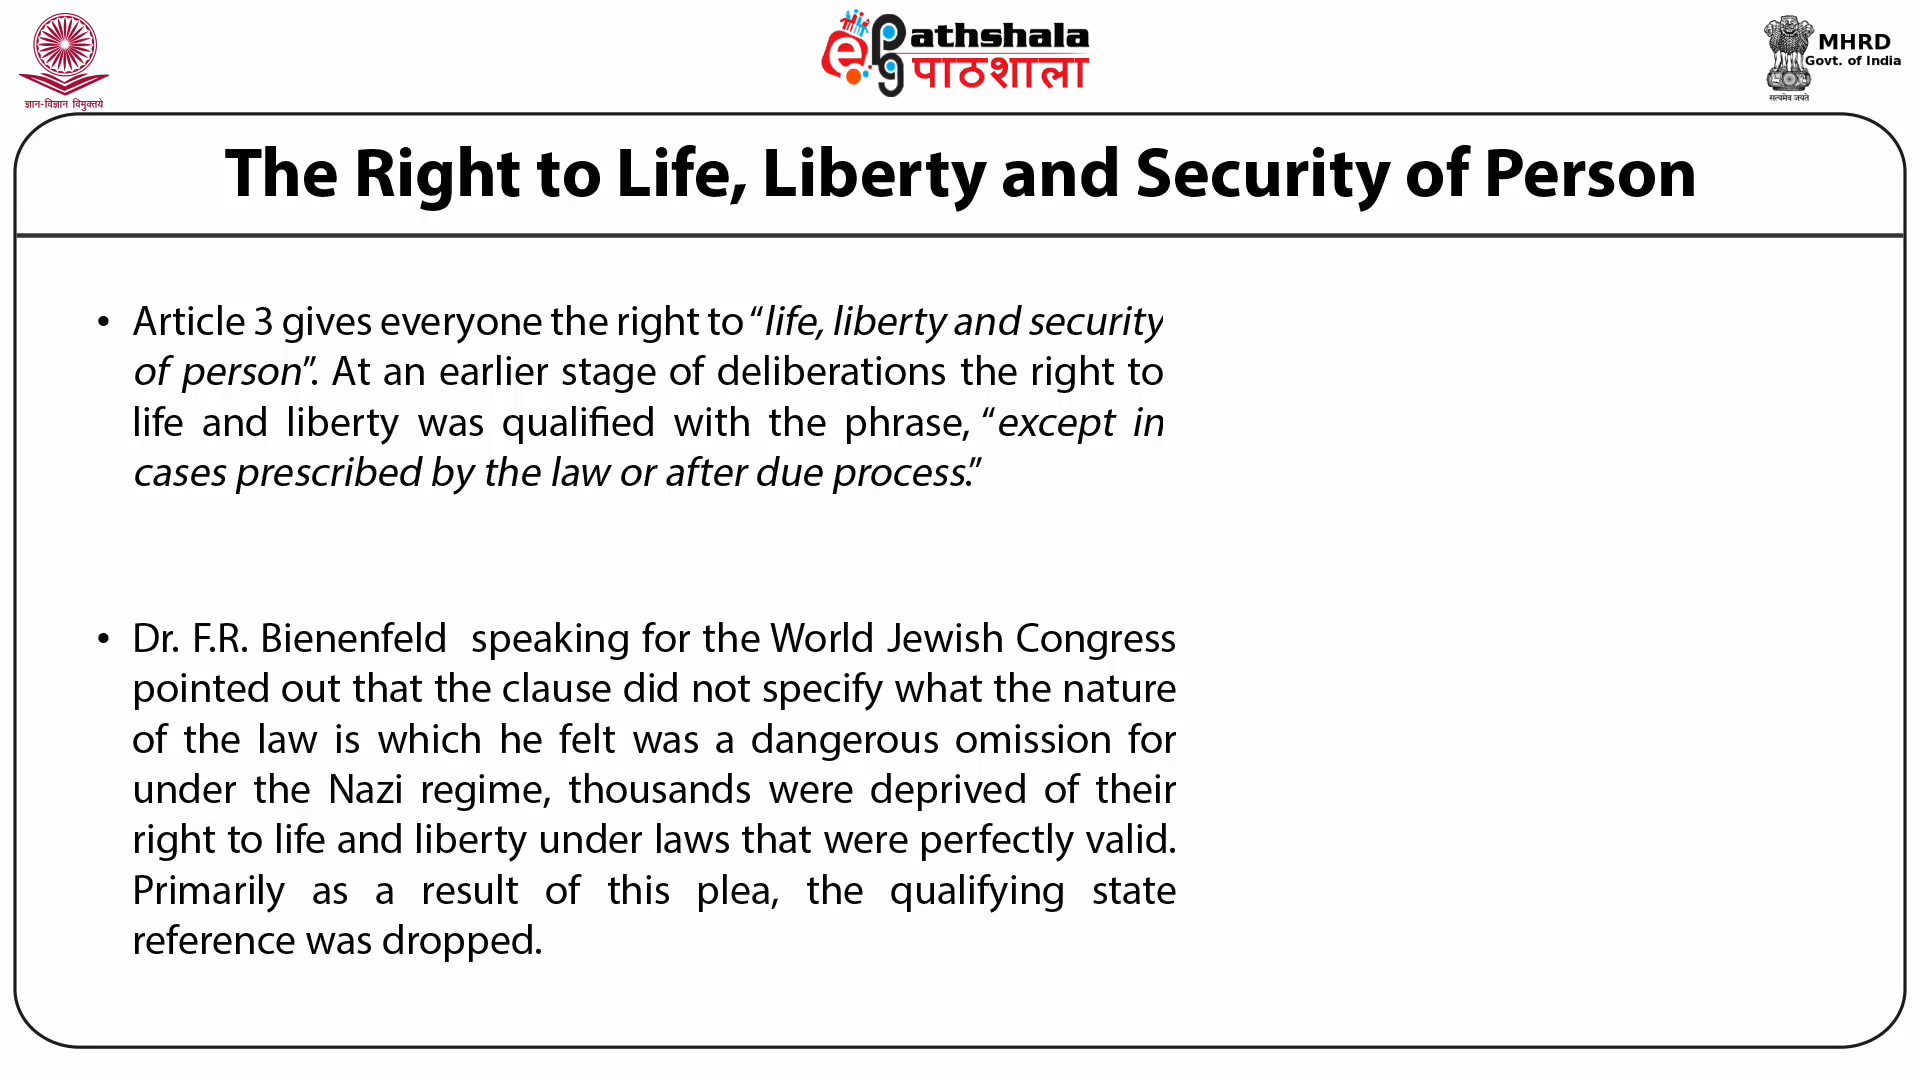 ज्ञान-विज्ञान विमुक्तये
e Pathshala
पाठशाला
MHRD
Govt. of India
सत्यमेव जयते
The Right to Life, Liberty and Security of Person
• Article 3 gives everyone the right to “life, liberty and security
of person”. At an earlier stage of deliberations the right to
life and liberty was qualified with the phrase, “except in
cases prescribed by the law or after due process.”
• Dr. F.R. Bienenfeld speaking for the World Jewish Congress
pointed out that the clause did not specify what the nature
of the law is which he felt was a dangerous omission for
under the Nazi regime, thousands were deprived of their
right to life and liberty under laws that were perfectly valid.
Primarily as a result of this plea, the qualifying state
reference was dropped.